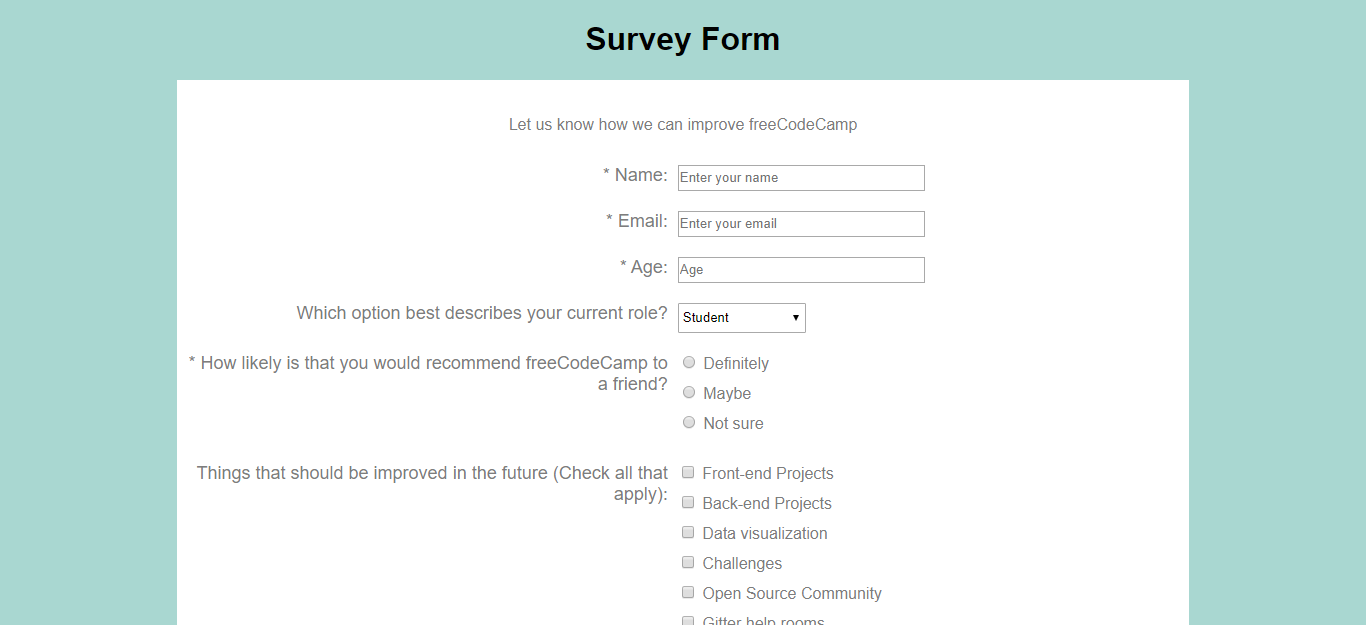 Survey Form
Let us know how we can improve freeCodeCamp
* Name:
Enter your name
* Email:
Enter your email
* Age:
Age
Which option best describes your current role?
Student
* How likely is that you would recommend freeCodeCamp to
a friend?
Definitely
Maybe
Not sure
Things that should be improved in the future (Check all that
apply):
Front-end Projects
Back-end Projects
Data visualization
Challenges
Open Source Community
Gitter help rooms